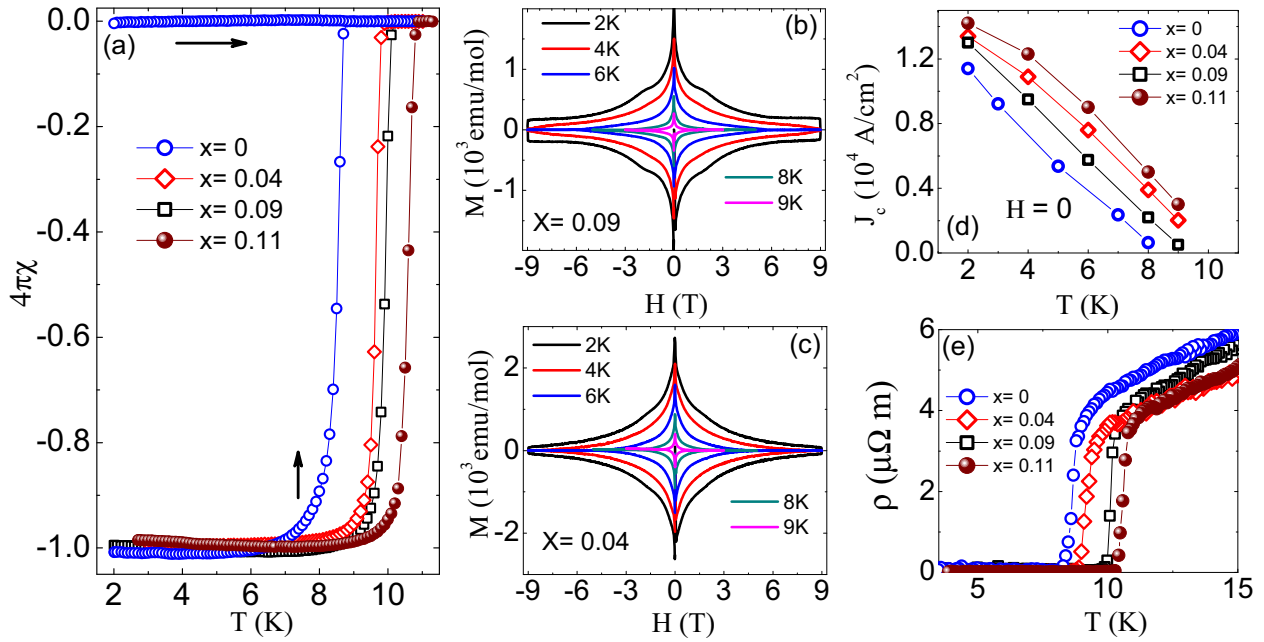 (a)
4πχ
0.0
-0.2
-0.4
-0.6
-0.8
-1.0
x= 0
x= 0.04
x= 0.09
x= 0.11
2 4 6 8 10
T (K)
(b)
M (10³emu/mol)
1
0
-1
2K
4K
6K
8K
9K
X= 0.09
-9 -6 -3 0 3 6 9
H (T)
(c)
M (10³emu/mol)
2
0
-2
2K
4K
6K
8K
9K
X= 0.04
-9 -6 -3 0 3 6 9
H (T)
(d)
J_c (10⁴ A/cm²)
1.2
0.8
0.4
0.0
x= 0
x= 0.04
x= 0.09
x= 0.11
H = 0
2 4 6 8 10
T (K)
(e)
ρ (μΩ m)
6
4
2
0
x= 0
x= 0.04
x= 0.09
x= 0.11
5 10 15
T (K)